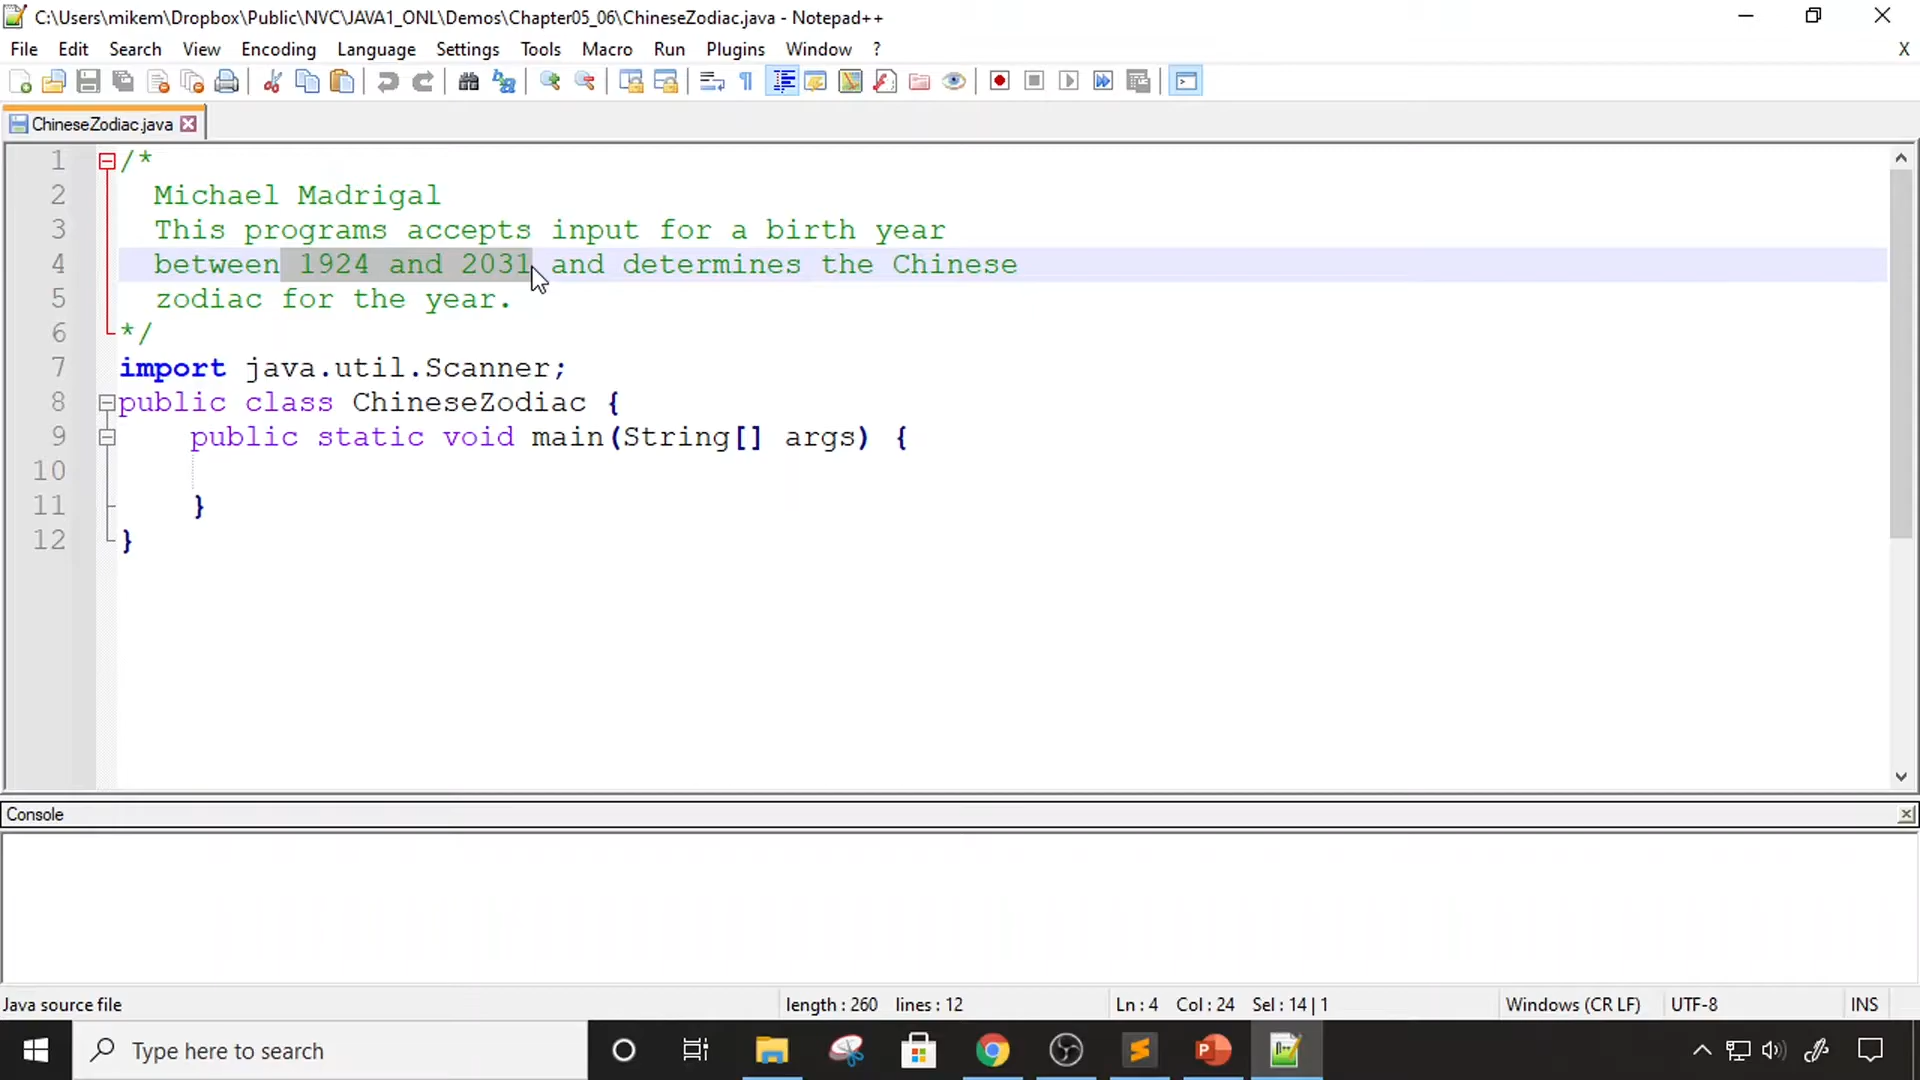 C:\Users\mikem\Dropbox\Public\NVC\JAVA1_ONL\Demos\Chapter05_06\ChineseZodiac.java - Notepad++
File Edit Search View Encoding Language Settings Tools Macro Run Plugins Window ? X
ChineseZodiac.java
1 /*
2 Michael Madrigal
3 This programs accepts input for a birth year
4 between 1924 and 2031 and determines the Chinese
5 zodiac for the year.
6 */
7 import java.util.Scanner;
8 public class ChineseZodiac {
9 public static void main(String[] args) {
10
11 }
12 }
Console
Java source file length : 260 lines : 12 Ln : 4 Col : 24 Sel : 14 | 1 Windows (CR LF) UTF-8 INS
Type here to search